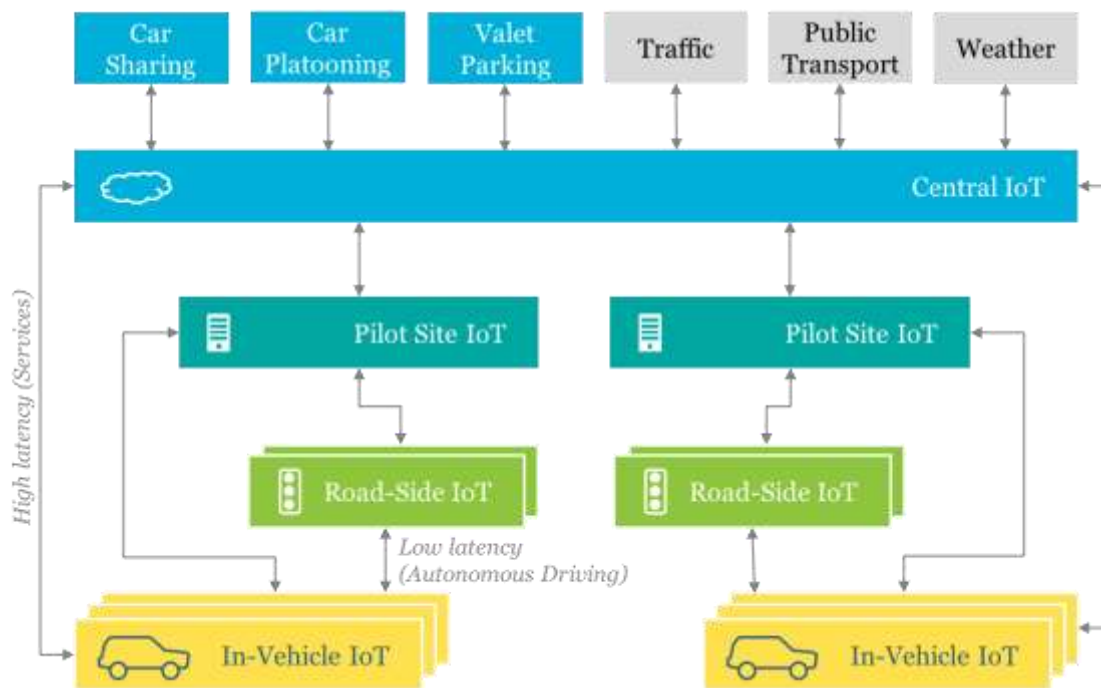 Car
Sharing
Car
Platooning
Valet
Parking
Traffic
Public
Transport
Weather
Central IoT
High latency (Services)
Pilot Site IoT
Pilot Site IoT
Road-Side IoT
Road-Side IoT
Low latency
(Autonomous Driving)
In-Vehicle IoT
In-Vehicle IoT